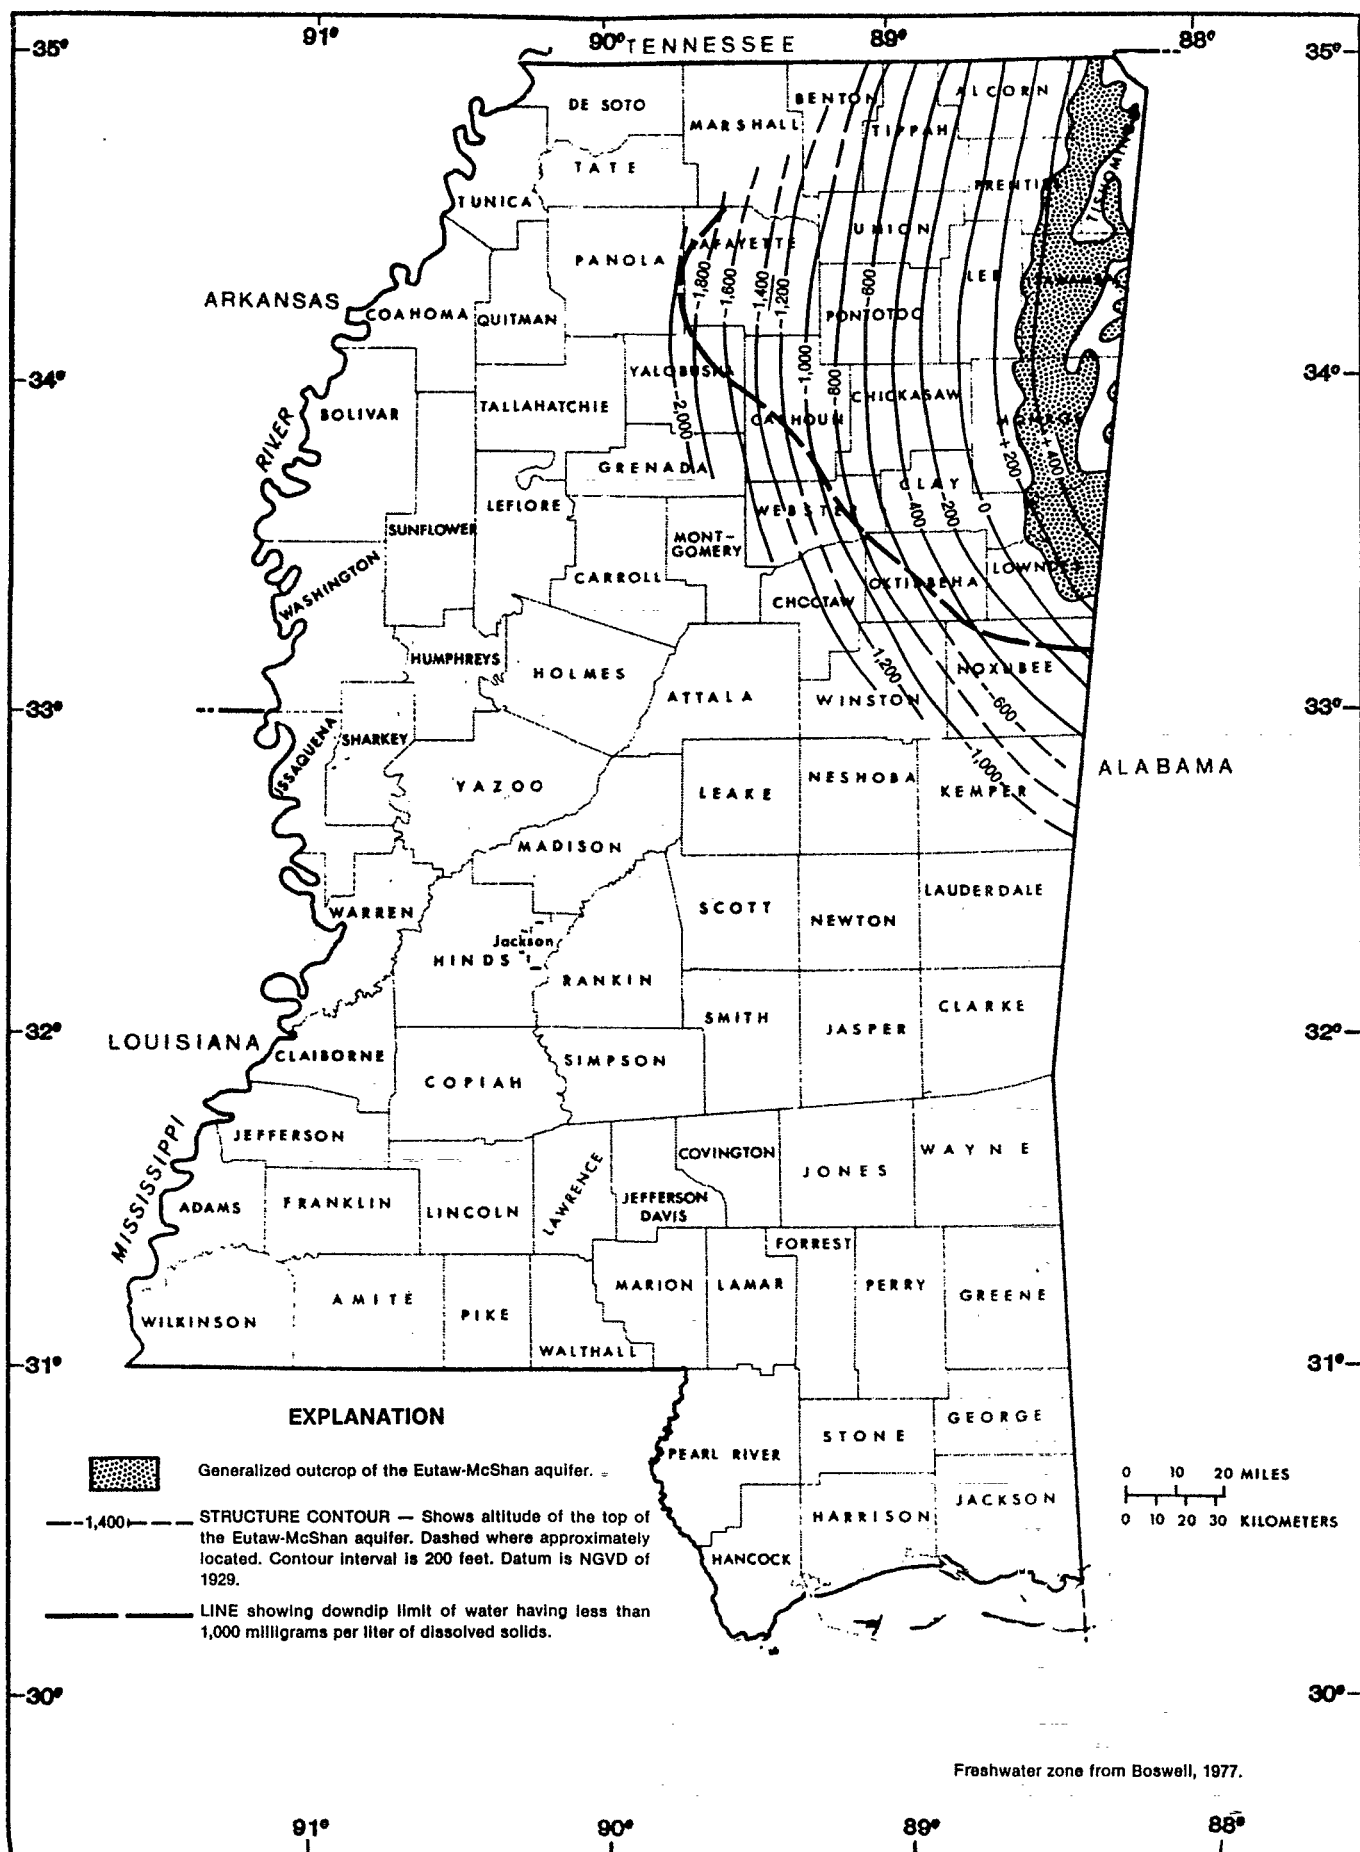 91° 90° 89° 88°
35° TENNESSEE 35°
DE SOTO
BENTON
ALCORN
MARSHALL
TIPPAH
TATE
TISHOMINGO
PRENTISS
TUNICA
UNION
LAFAYETTE
PANOLA
LEE
ARKANSAS
COAHOMA
QUITMAN
PONTOTOC
-1,800
-1,600
-1,400
-1,200
-600
34° 34°
YALOBUSHA
-1,000
-800
CHICKASAW
BOLIVAR
TALLAHATCHIE
-2,000
CALHOUN
MONROE
RIVER
GRENADA
+200
+400
CLAY
LEFLORE
WEBSTER
-400
-200
0
SUNFLOWER
MONT-
GOMERY
WASHINGTON
CARROLL
OKTIBBEHA
LOWNDES
CHOCTAW
HUMPHREYS
HOLMES
-1,200
NOXUBEE
ATTALA
WINSTON
-600
33° 33°
SHARKEY
ISSAQUENA
-1,000
ALABAMA
YAZOO
LEAKE
NESHOBA
KEMPER
MADISON
LAUDERDALE
WARREN
SCOTT
NEWTON
Jackson
HINDS
RANKIN
CLARKE
SMITH
JASPER
32° 32°
LOUISIANA
CLAIBORNE
SIMPSON
COPIAH
JEFFERSON
COVINGTON
WAYNE
JONES
MISSISSIPPI
ADAMS
FRANKLIN
LINCOLN
LAWRENCE
JEFFERSON
DAVIS
FORREST
MARION
LAMAR
PERRY
GREENE
WILKINSON
AMITE
PIKE
WALTHALL
31° 31°
EXPLANATION
GEORGE
STONE
PEARL RIVER
Generalized outcrop of the Eutaw-McShan aquifer.
0 10 20 MILES
0 10 20 30 KILOMETERS
JACKSON
HARRISON
HANCOCK
-1,400 STRUCTURE CONTOUR — Shows altitude of the top of
the Eutaw-McShan aquifer. Dashed where approximately
located. Contour interval is 200 feet. Datum is NGVD of
1929.
LINE showing downdip limit of water having less than
1,000 milligrams per liter of dissolved solids.
30° 30°
Freshwater zone from Boswell, 1977.
91° 90° 89° 88°